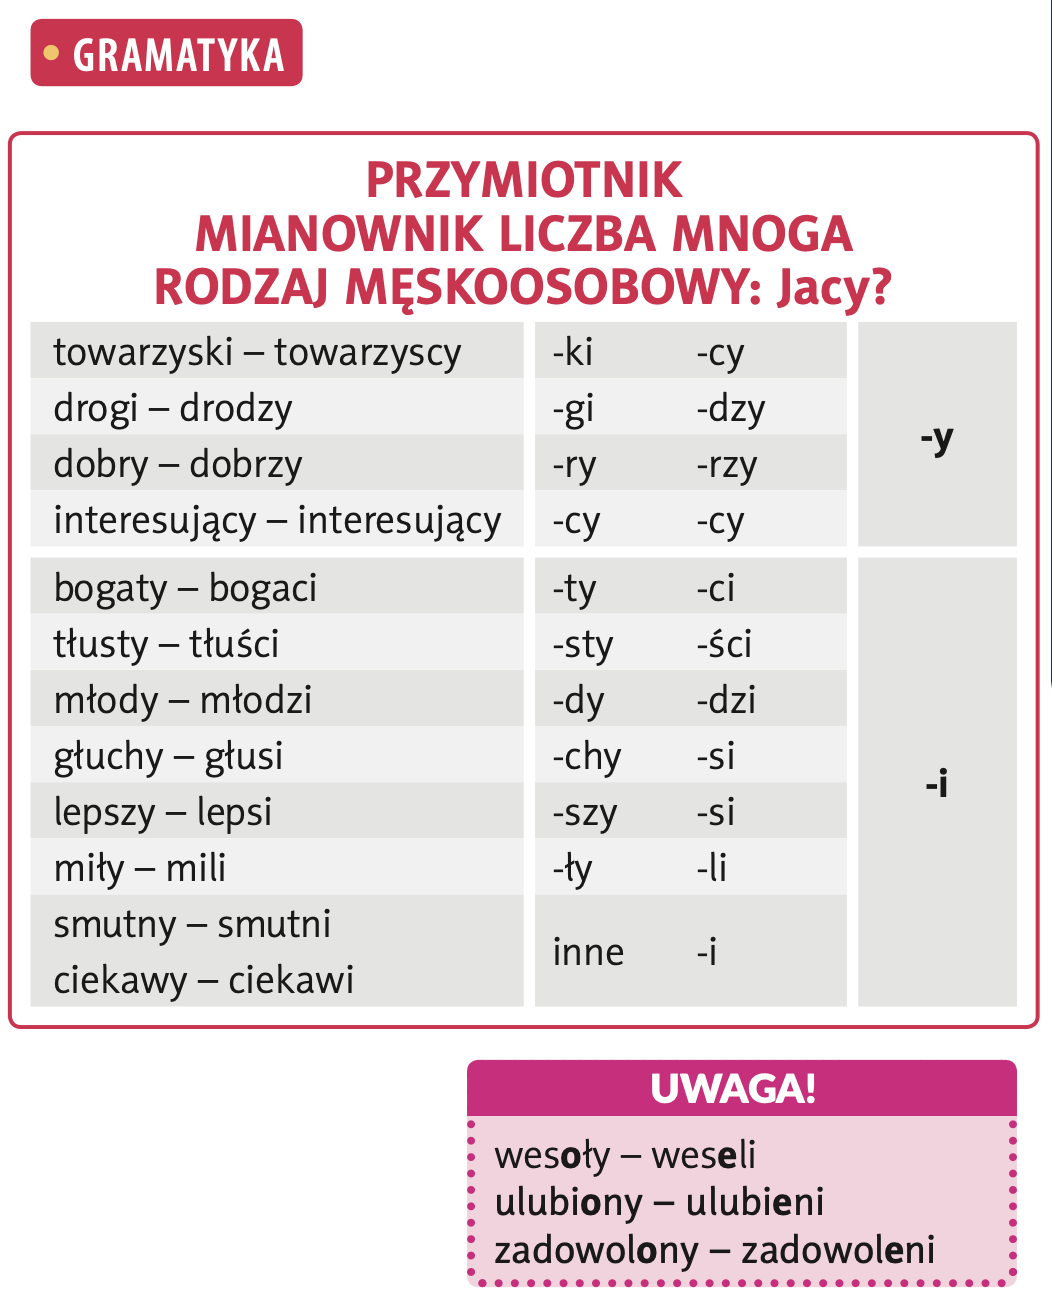 • GRAMATYKA
PRZYMIOTNIK
MIANOWNIK LICZBA MNOGA
RODZAJ MĘSKOOSOBOWY: Jacy?
towarzyski – towarzyscy -ki -cy
drogi – drodzy -gi -dzy
dobry – dobrzy -ry -rzy
interesujący – interesujący -cy -cy
-y
bogaty – bogaci -ty -ci
tłusty – tłuści -sty -ści
młody – młodzi -dy -dzi
głuchy – głusi -chy -si
lepszy – lepsi -szy -si
miły – mili -ły -li
smutny – smutni
ciekawy – ciekawi
inne -i
-i
UWAGA!
wesoły – weseli
ulubiony – ulubieni
zadowolony – zadowoleni